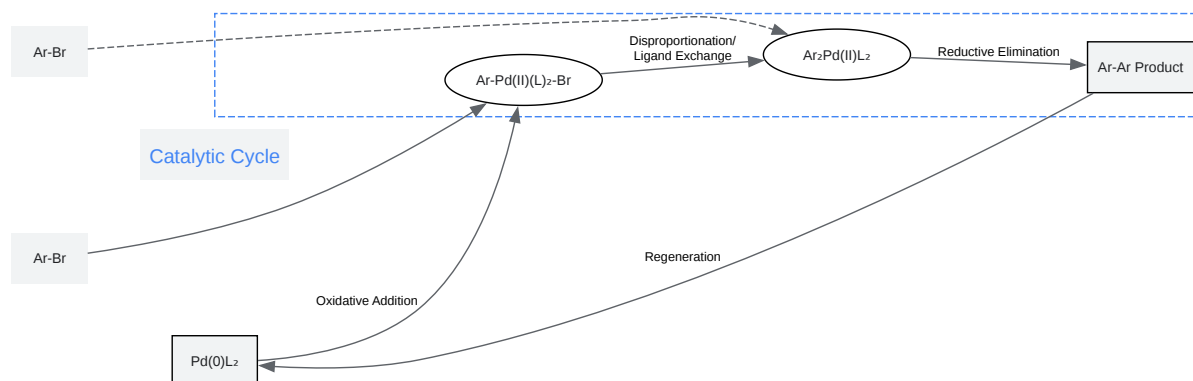 Ar-Br
Disproportionation/
Ligand Exchange
Ar₂Pd(II)L₂
Reductive Elimination
Ar-Ar Product
Ar-Pd(II)(L)₂-Br
Catalytic Cycle
Ar-Br
Regeneration
Oxidative Addition
Pd(0)L₂